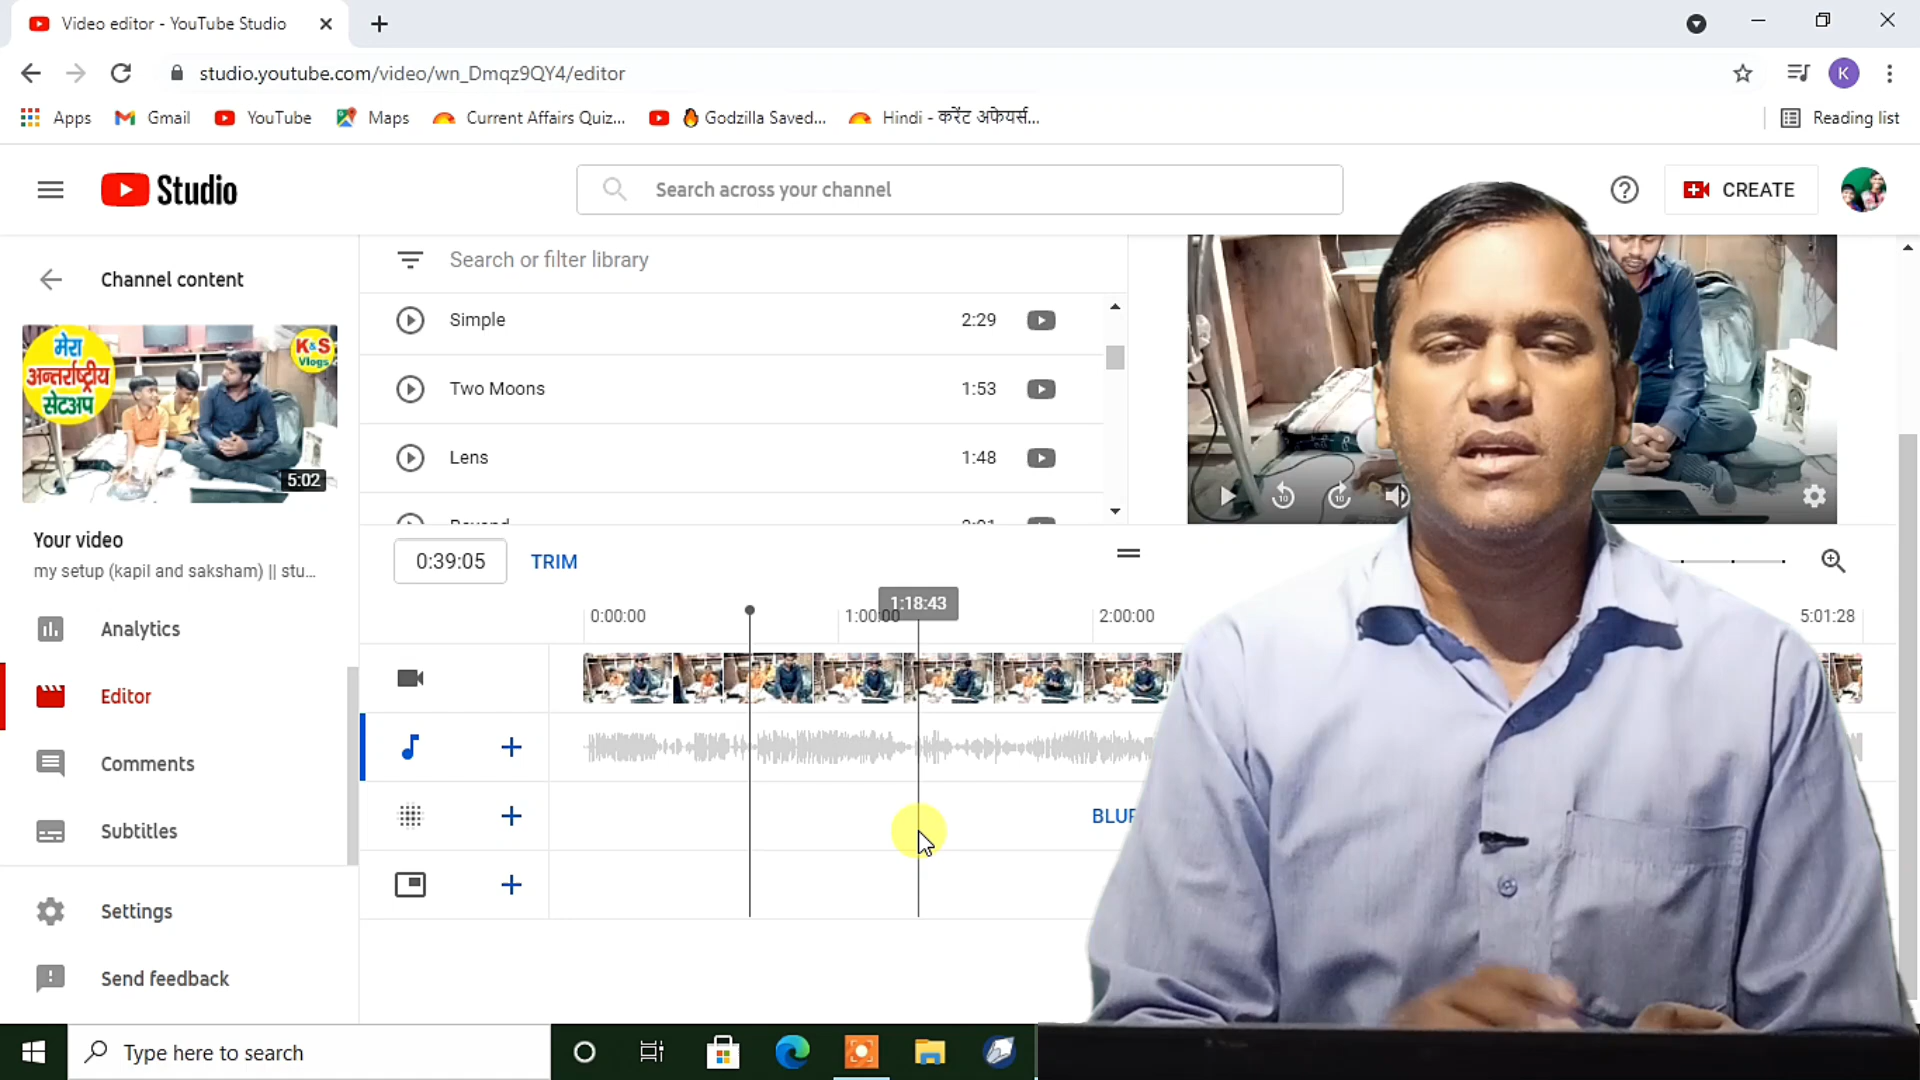 Video editor - YouTube Studio
studio.youtube.com/video/wn_Dmqz9QY4/editor
K
Apps
Gmail
YouTube
Maps
Current Affairs Quiz...
Godzilla Saved...
Hindi - करेंट अफेयर्स...
Reading list
Studio
Search across your channel
CREATE
Channel content
Search or filter library
Simple 2:29
Two Moons 1:53
Lens 1:48
मेरा
अन्तर्राष्ट्रीय
सेटअप
K&S
Vlogs
5:02
10 10
Your video
my setup (kapil and saksham) || stu...
0:39:05 TRIM
1:18:43
0:00:00 1:00:00 2:00:00 5:01:28
Analytics
Editor
Comments
Subtitles
BLUR
Settings
Send feedback
Type here to search